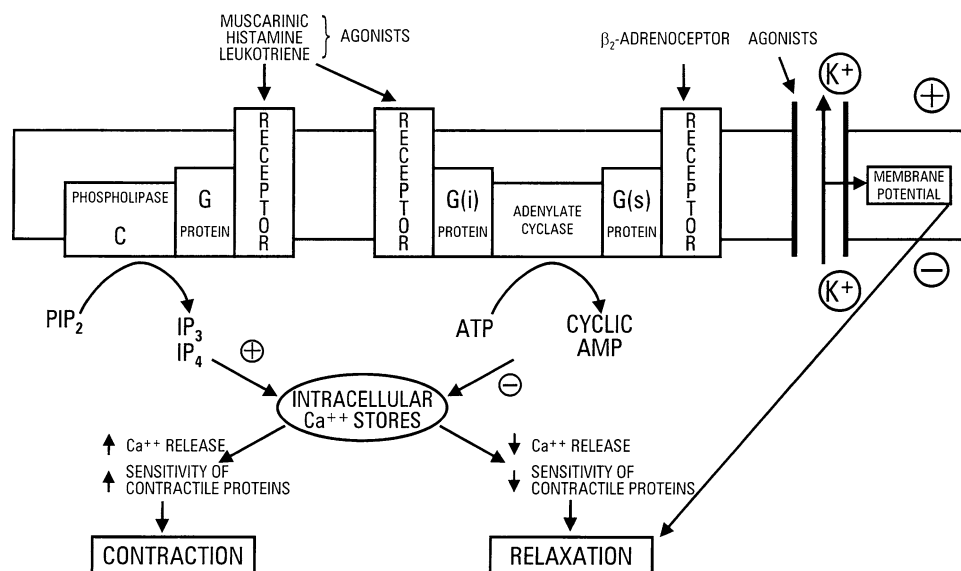 MUSCARINIC
HISTAMINE
LEUKOTRIENE
AGONISTS
β₂-ADRENOCEPTOR AGONISTS
K⁺
+
RECEPTOR
RECEPTOR
RECEPTOR
PHOSPHOLIPASE
C
G
PROTEIN
G(i)
PROTEIN
ADENYLATE
CYCLASE
G(s)
PROTEIN
MEMBRANE
POTENTIAL
−
K⁺
PIP₂
IP₃
IP₄
+
ATP
CYCLIC
AMP
−
INTRACELLULAR
Ca⁺⁺ STORES
Ca⁺⁺ RELEASE
SENSITIVITY OF
CONTRACTILE PROTEINS
Ca⁺⁺ RELEASE
SENSITIVITY OF
CONTRACTILE PROTEINS
CONTRACTION
RELAXATION